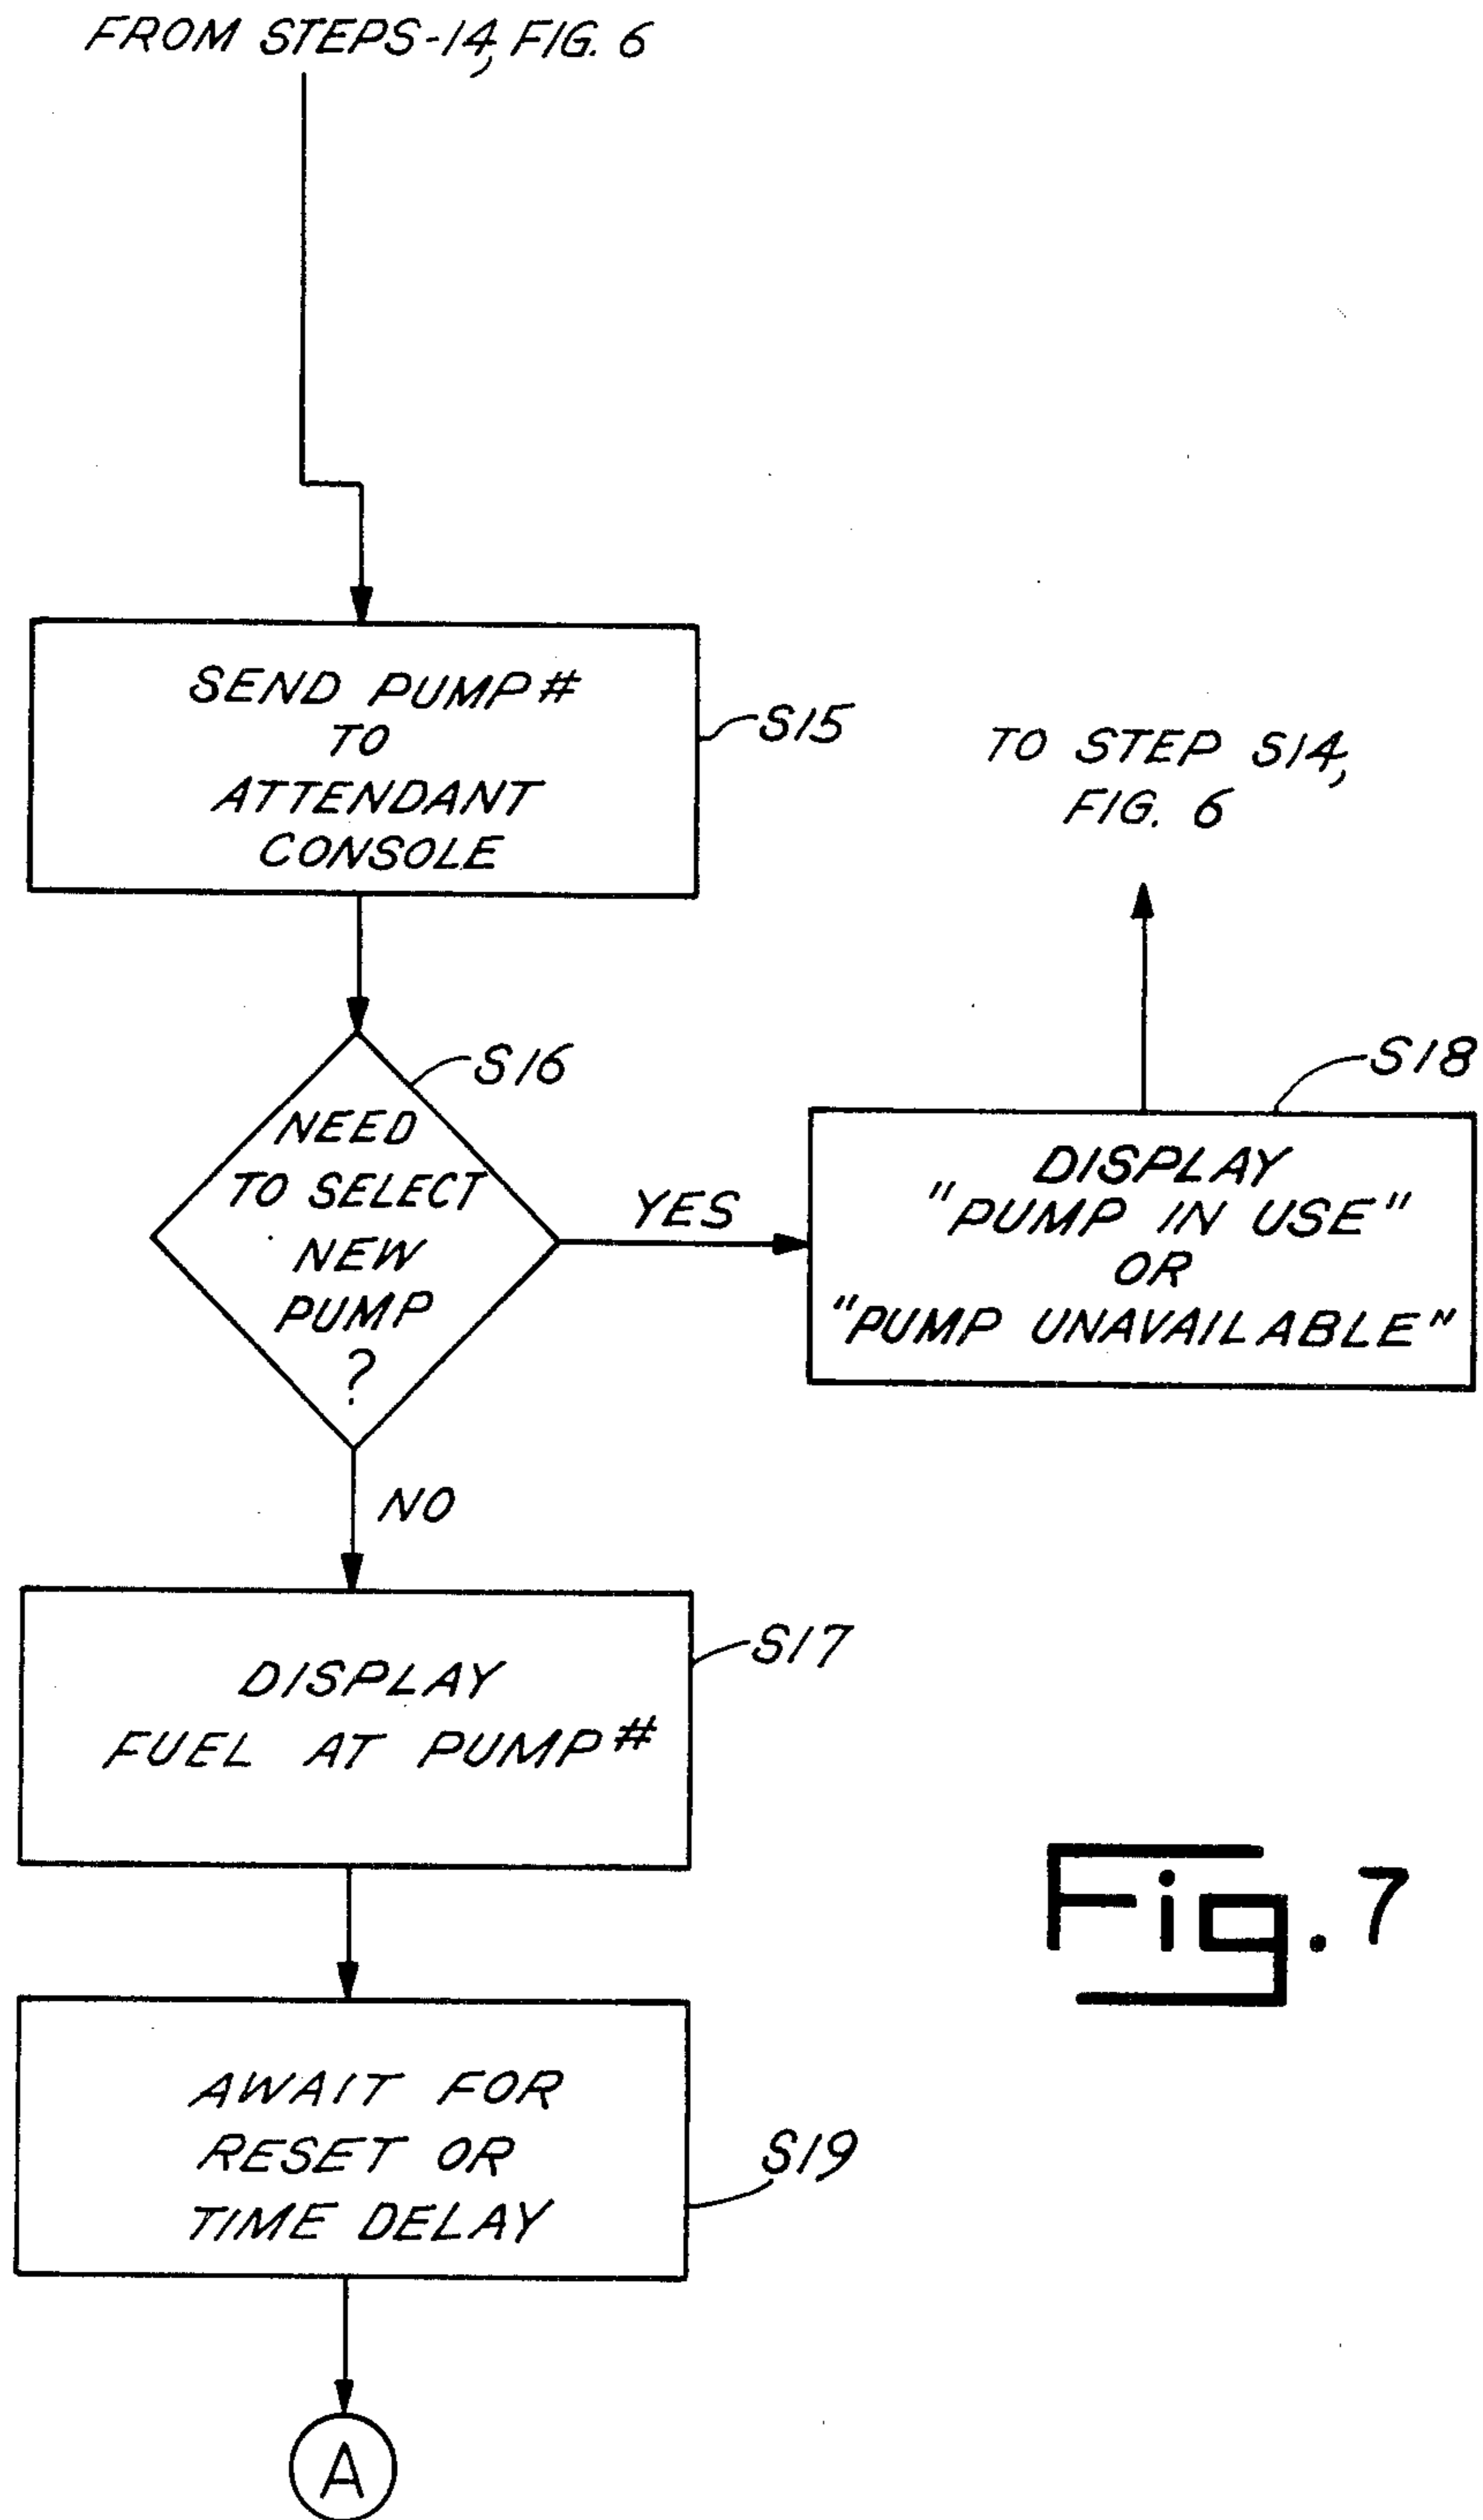 FROM STEPS-14, FIG. 6
SEND PUMP#
TO
ATTENDANT
CONSOLE
S15
TO STEP S14,
FIG. 6
S16
NEED
TO SELECT
NEW
PUMP
?
YES
S18
DISPLAY
"PUMP IN USE"
OR
"PUMP UNAVAILABLE"
NO
S17
DISPLAY
FUEL AT PUMP#
Fig. 7
AWAIT FOR
RESET OR
TIME DELAY
S19
A